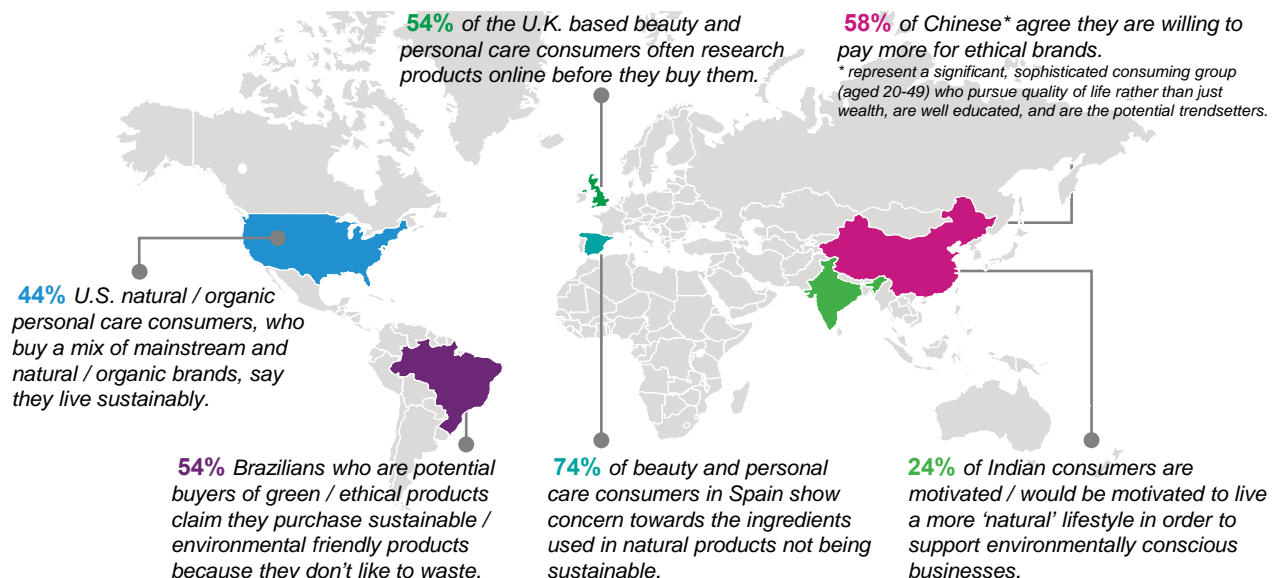 54% of the U.K. based beauty and
personal care consumers often research
products online before they buy them.
58% of Chinese* agree they are willing to
pay more for ethical brands.
* represent a significant, sophisticated consuming group
(aged 20-49) who pursue quality of life rather than just
wealth, are well educated, and are the potential trendsetters.
44% U.S. natural / organic
personal care consumers, who
buy a mix of mainstream and
natural / organic brands, say
they live sustainably.
54% Brazilians who are potential
buyers of green / ethical products
claim they purchase sustainable /
environmental friendly products
because they don't like to waste.
74% of beauty and personal
care consumers in Spain show
concern towards the ingredients
used in natural products not being
sustainable.
24% of Indian consumers are
motivated / would be motivated to live
a more ‘natural’ lifestyle in order to
support environmentally conscious
businesses.